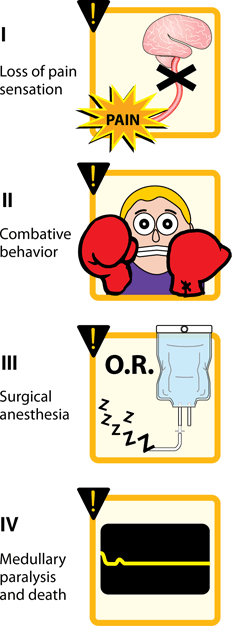 !
I
Loss of pain
sensation
PAIN
!
II
Combative
behavior
!
III
O.R.
Surgical
anesthesia
z z z z z z z
!
IV
Medullary
paralysis
and death